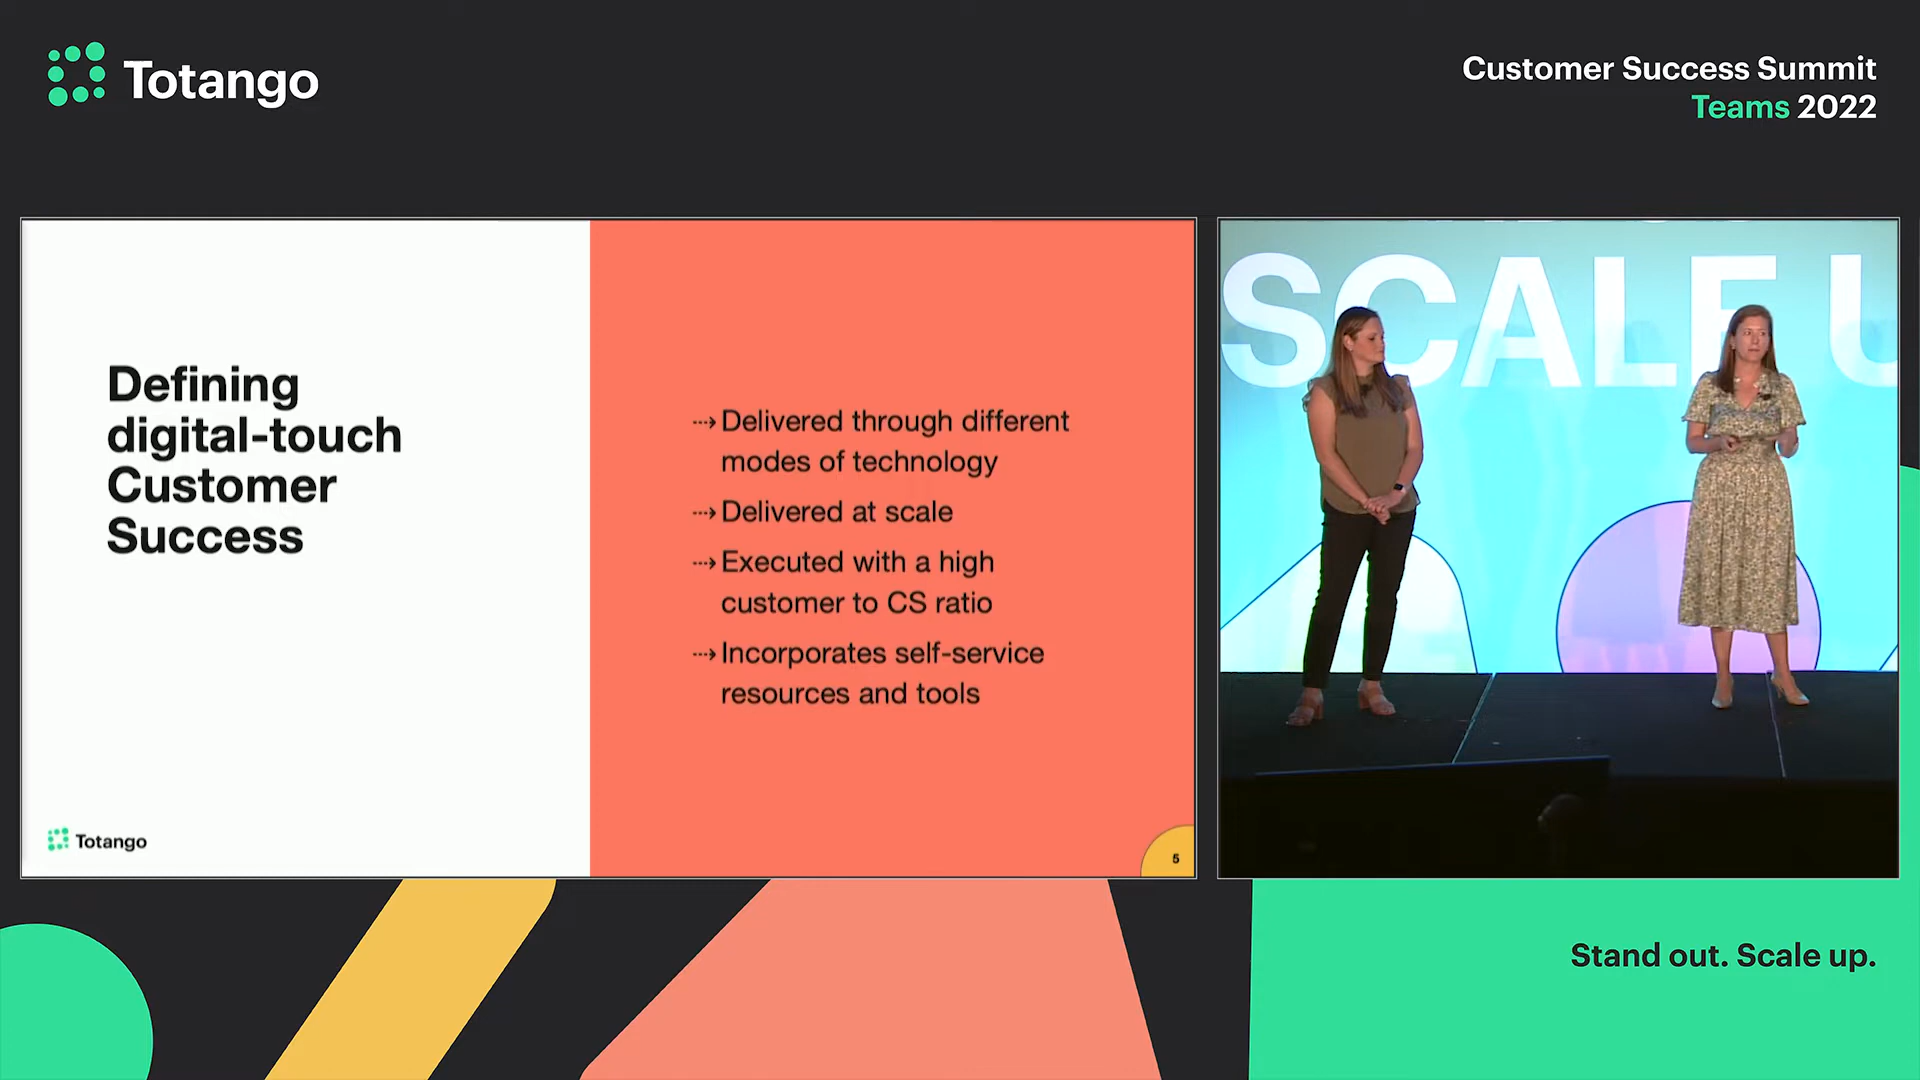 Totango
Customer Success Summit
Teams 2022
Defining
digital-touch
Customer
Success
⇢ Delivered through different
modes of technology
⇢ Delivered at scale
⇢ Executed with a high
customer to CS ratio
⇢ Incorporates self-service
resources and tools
Totango
5
SCALE U
Stand out. Scale up.